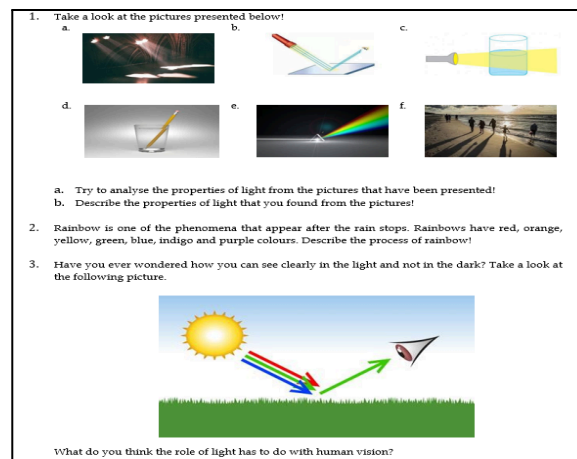 1. Take a look at the pictures presented below!
a. b. c.
d. e. f.
a. Try to analyse the properties of light from the pictures that have been presented!
b. Describe the properties of light that you found from the pictures!
2. Rainbow is one of the phenomena that appear after the rain stops. Rainbows have red, orange,
yellow, green, blue, indigo and purple colours. Describe the process of rainbow!
3. Have you ever wondered how you can see clearly in the light and not in the dark? Take a look at
the following picture.
What do you think the role of light has to do with human vision?